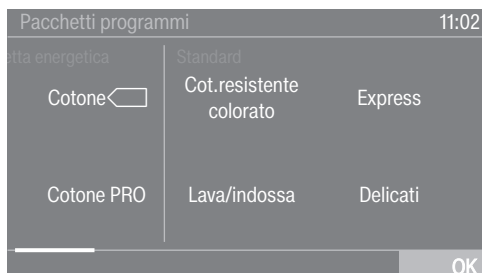 Pacchetti programmi 11:02
etta energetica Standard
Cotone Cot.resistente colorato Express
Cotone PRO Lava/indossa Delicati
OK